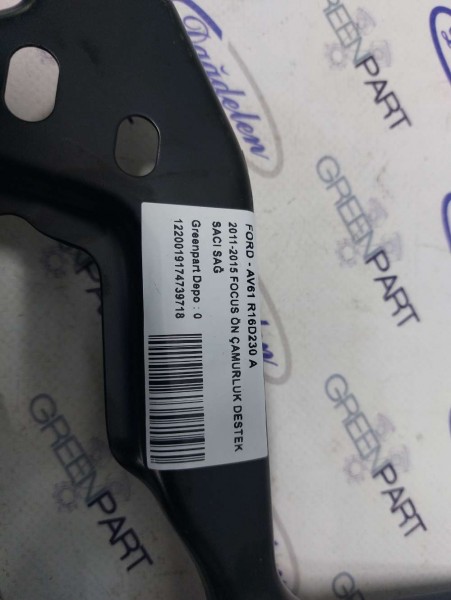 Dağdelen
GREENPART
GREENPART
GREENPART
GREENPART
FORD - AV61 R16D230 A
2011-2015 FOCUS ÖN ÇAMURLUK DESTEK
SACI SAĞ
Greenpart Depo : 0
1220019174739718